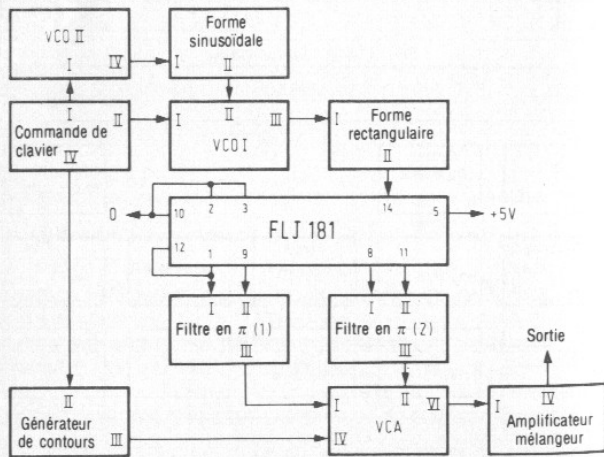 VCO II
IV
I
Forme
sinusoïdale
I
II
I
II
Commande de
clavier
IV
I
II
III
VCO I
Forme
I
rectangulaire
II
0
10
2
3
14
5
+5V
FLJ 181
12
1
9
8
11
I
II
Filtre en π (1)
III
I
II
Filtre en π (2)
III
Sortie
II
Générateur
de contours
III
I
II
VI
IV
VCA
I
IV
Amplificateur
mélangeur